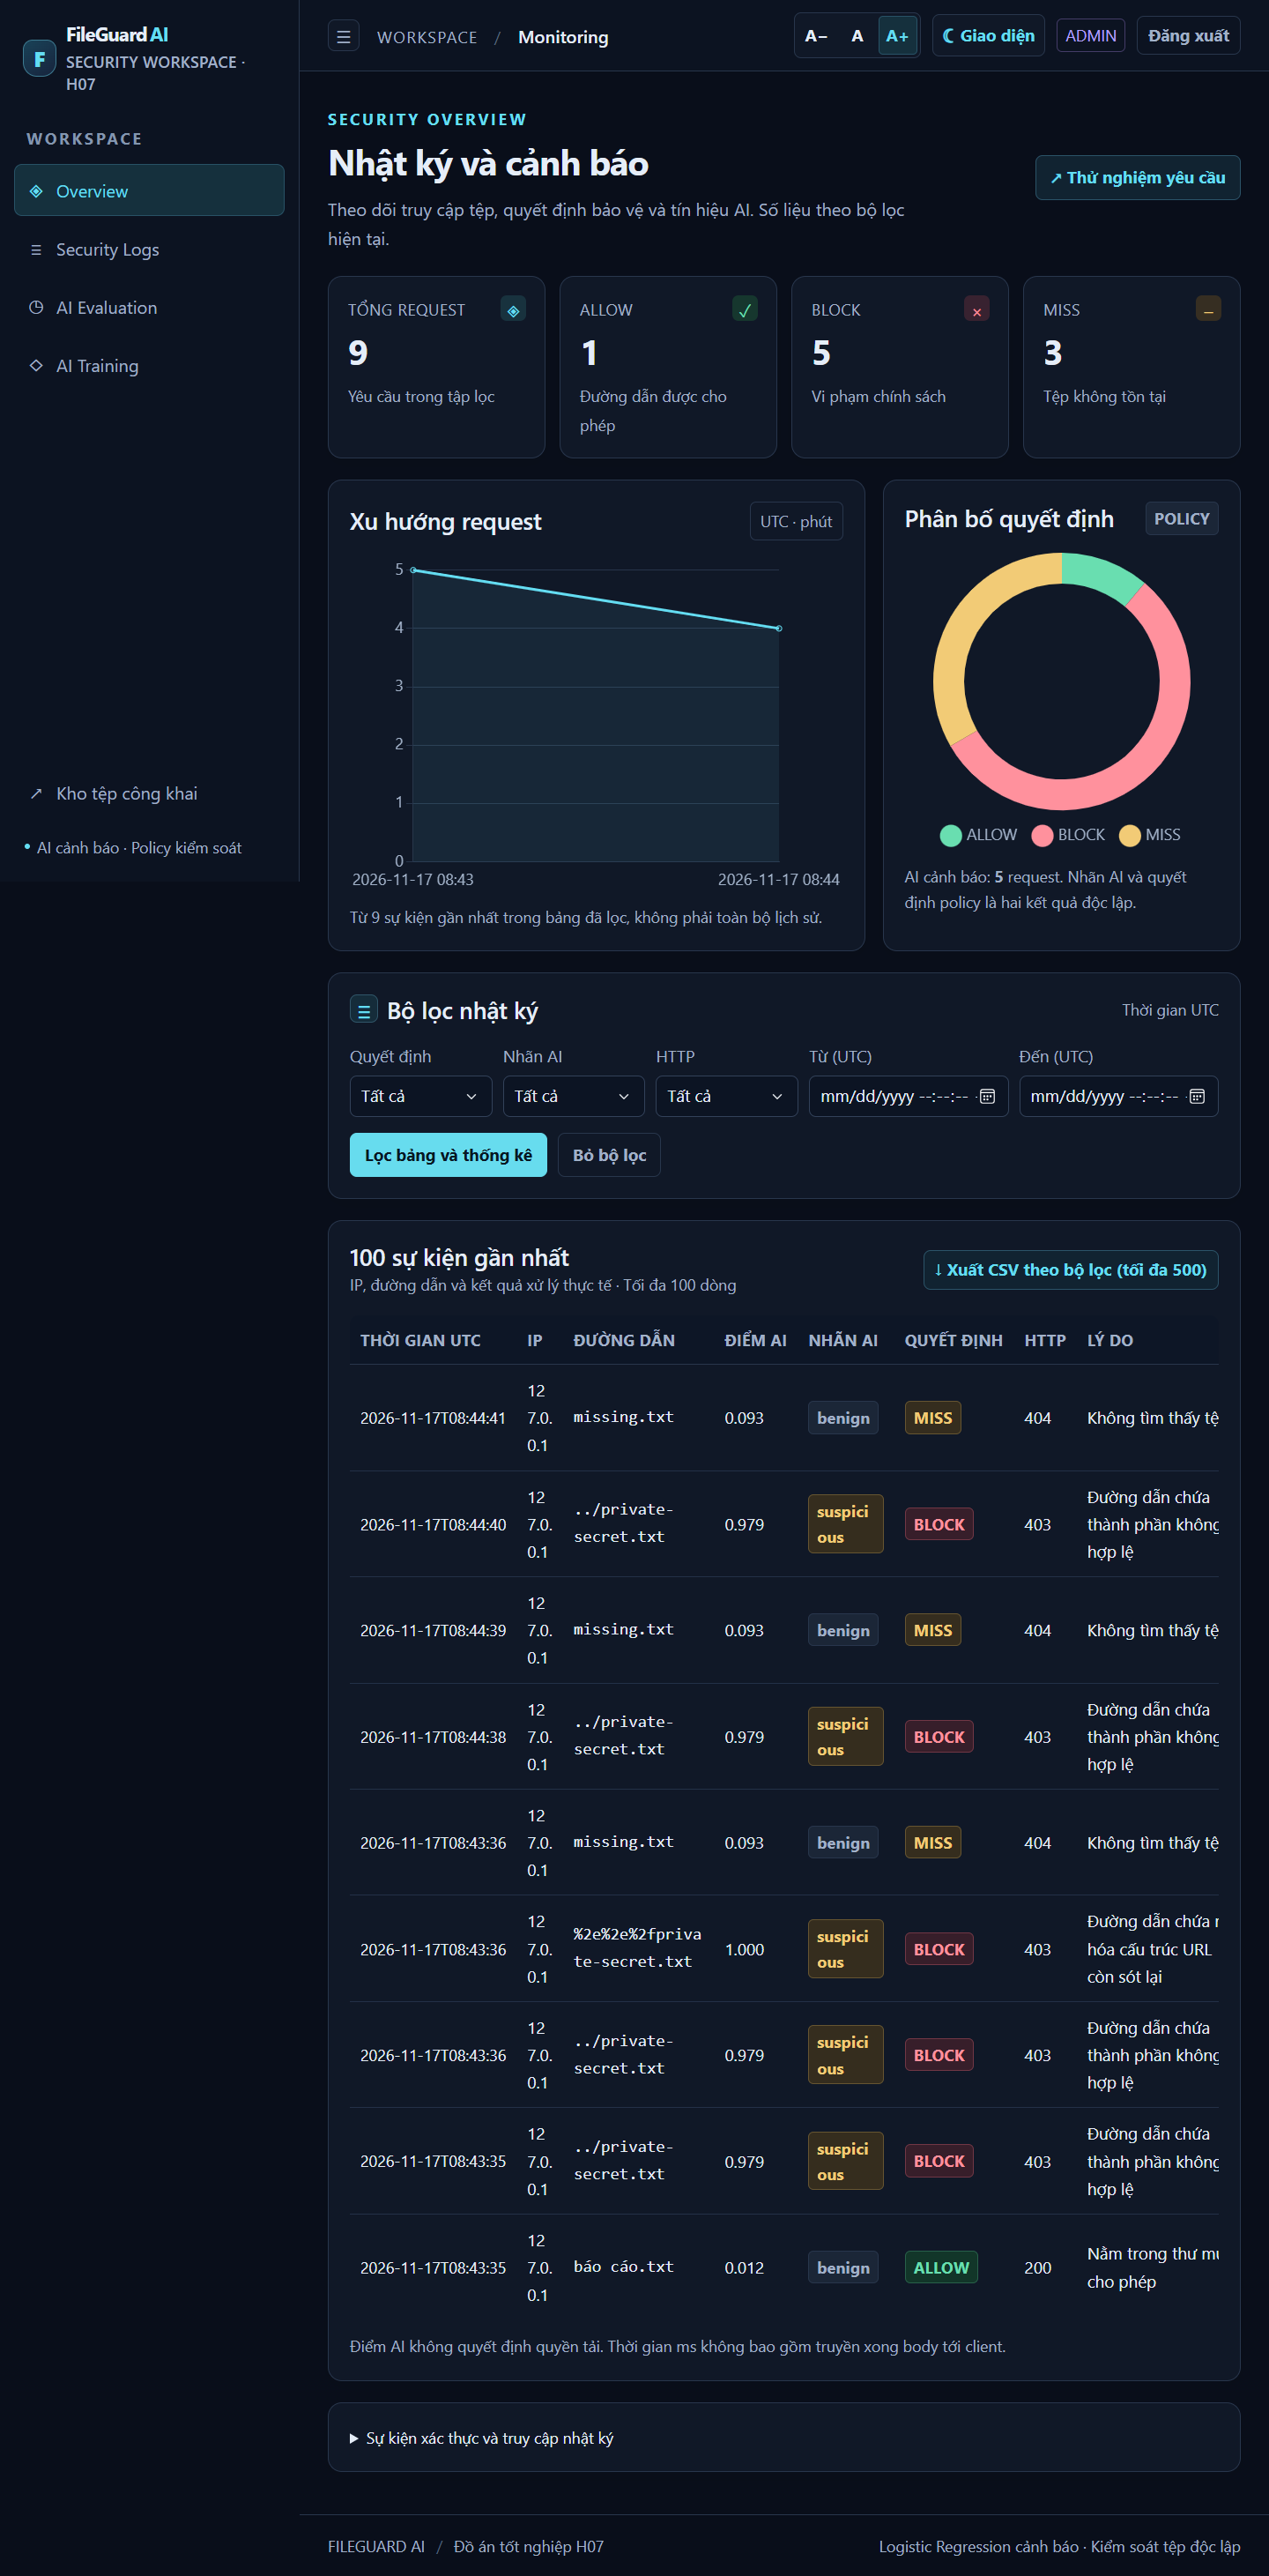 FileGuard AI
SECURITY WORKSPACE ·
H07
WORKSPACE
Overview
Security Logs
AI Evaluation
AI Training
Kho tệp công khai
AI cảnh báo · Policy kiểm soát
WORKSPACE / Monitoring
A− A A+ Giao diện ADMIN Đăng xuất
SECURITY OVERVIEW
Nhật ký và cảnh báo
↗ Thử nghiệm yêu cầu
Theo dõi truy cập tệp, quyết định bảo vệ và tín hiệu AI. Số liệu theo bộ lọc
hiện tại.
TỔNG REQUEST
9
Yêu cầu trong tập lọc
ALLOW
1
Đường dẫn được cho
phép
BLOCK
5
Vi phạm chính sách
MISS
3
Tệp không tồn tại
Xu hướng request
UTC · phút
5
4
3
2
1
0
2026-11-17 08:43 2026-11-17 08:44
Từ 9 sự kiện gần nhất trong bảng đã lọc, không phải toàn bộ lịch sử.
Phân bố quyết định
POLICY
ALLOW BLOCK MISS
AI cảnh báo: 5 request. Nhãn AI và quyết
định policy là hai kết quả độc lập.
Bộ lọc nhật ký
Thời gian UTC
Quyết định Nhãn AI HTTP Từ (UTC) Đến (UTC)
Tất cả Tất cả Tất cả mm/dd/yyyy --:--:-- mm/dd/yyyy --:--:--
Lọc bảng và thống kê Bỏ bộ lọc
100 sự kiện gần nhất
IP, đường dẫn và kết quả xử lý thực tế · Tối đa 100 dòng
↓ Xuất CSV theo bộ lọc (tối đa 500)
THỜI GIAN UTC IP ĐƯỜNG DẪN ĐIỂM AI NHÃN AI QUYẾT ĐỊNH HTTP LÝ DO
2026-11-17T08:44:41 127.0.0.1 missing.txt 0.093 benign MISS 404 Không tìm thấy tệ
2026-11-17T08:44:40 127.0.0.1 ../private-secret.txt 0.979 suspicious BLOCK 403 Đường dẫn chứa thành phần không hợp lệ
2026-11-17T08:44:39 127.0.0.1 missing.txt 0.093 benign MISS 404 Không tìm thấy tệ
2026-11-17T08:44:38 127.0.0.1 ../private-secret.txt 0.979 suspicious BLOCK 403 Đường dẫn chứa thành phần không hợp lệ
2026-11-17T08:43:36 127.0.0.1 missing.txt 0.093 benign MISS 404 Không tìm thấy tệ
2026-11-17T08:43:36 127.0.0.1 %2e%2e%2fprivate-secret.txt 1.000 suspicious BLOCK 403 Đường dẫn chứa hóa cấu trúc URL còn sót lại
2026-11-17T08:43:36 127.0.0.1 ../private-secret.txt 0.979 suspicious BLOCK 403 Đường dẫn chứa thành phần không hợp lệ
2026-11-17T08:43:35 127.0.0.1 ../private-secret.txt 0.979 suspicious BLOCK 403 Đường dẫn chứa thành phần không hợp lệ
2026-11-17T08:43:35 127.0.0.1 báo cáo.txt 0.012 benign ALLOW 200 Nằm trong thư mụ cho phép
Điểm AI không quyết định quyền tải. Thời gian ms không bao gồm truyền xong body tới client.
▶ Sự kiện xác thực và truy cập nhật ký
FILEGUARD AI / Đồ án tốt nghiệp H07
Logistic Regression cảnh báo · Kiểm soát tệp độc lập